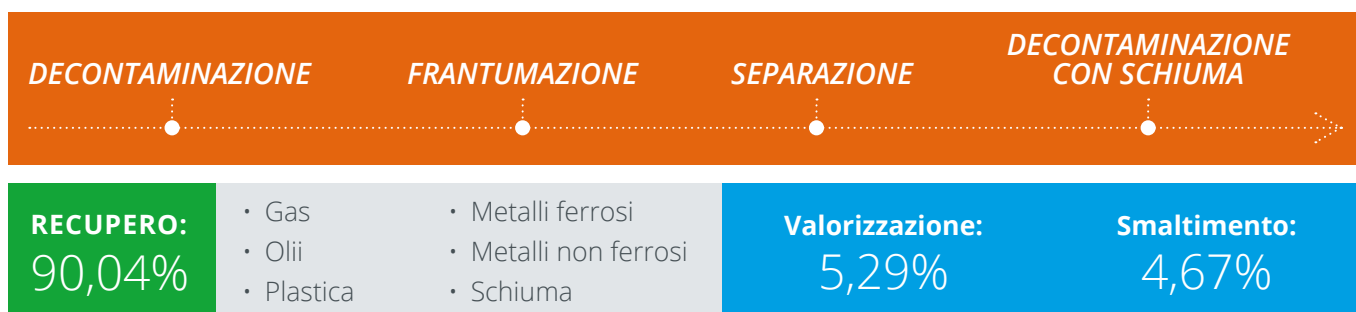 DECONTAMINAZIONE
FRANTUMAZIONE
SEPARAZIONE
DECONTAMINAZIONE
CON SCHIUMA
RECUPERO:
90,04%
• Gas
• Olii
• Plastica
• Metalli ferrosi
• Metalli non ferrosi
• Schiuma
Valorizzazione:
5,29%
Smaltimento:
4,67%